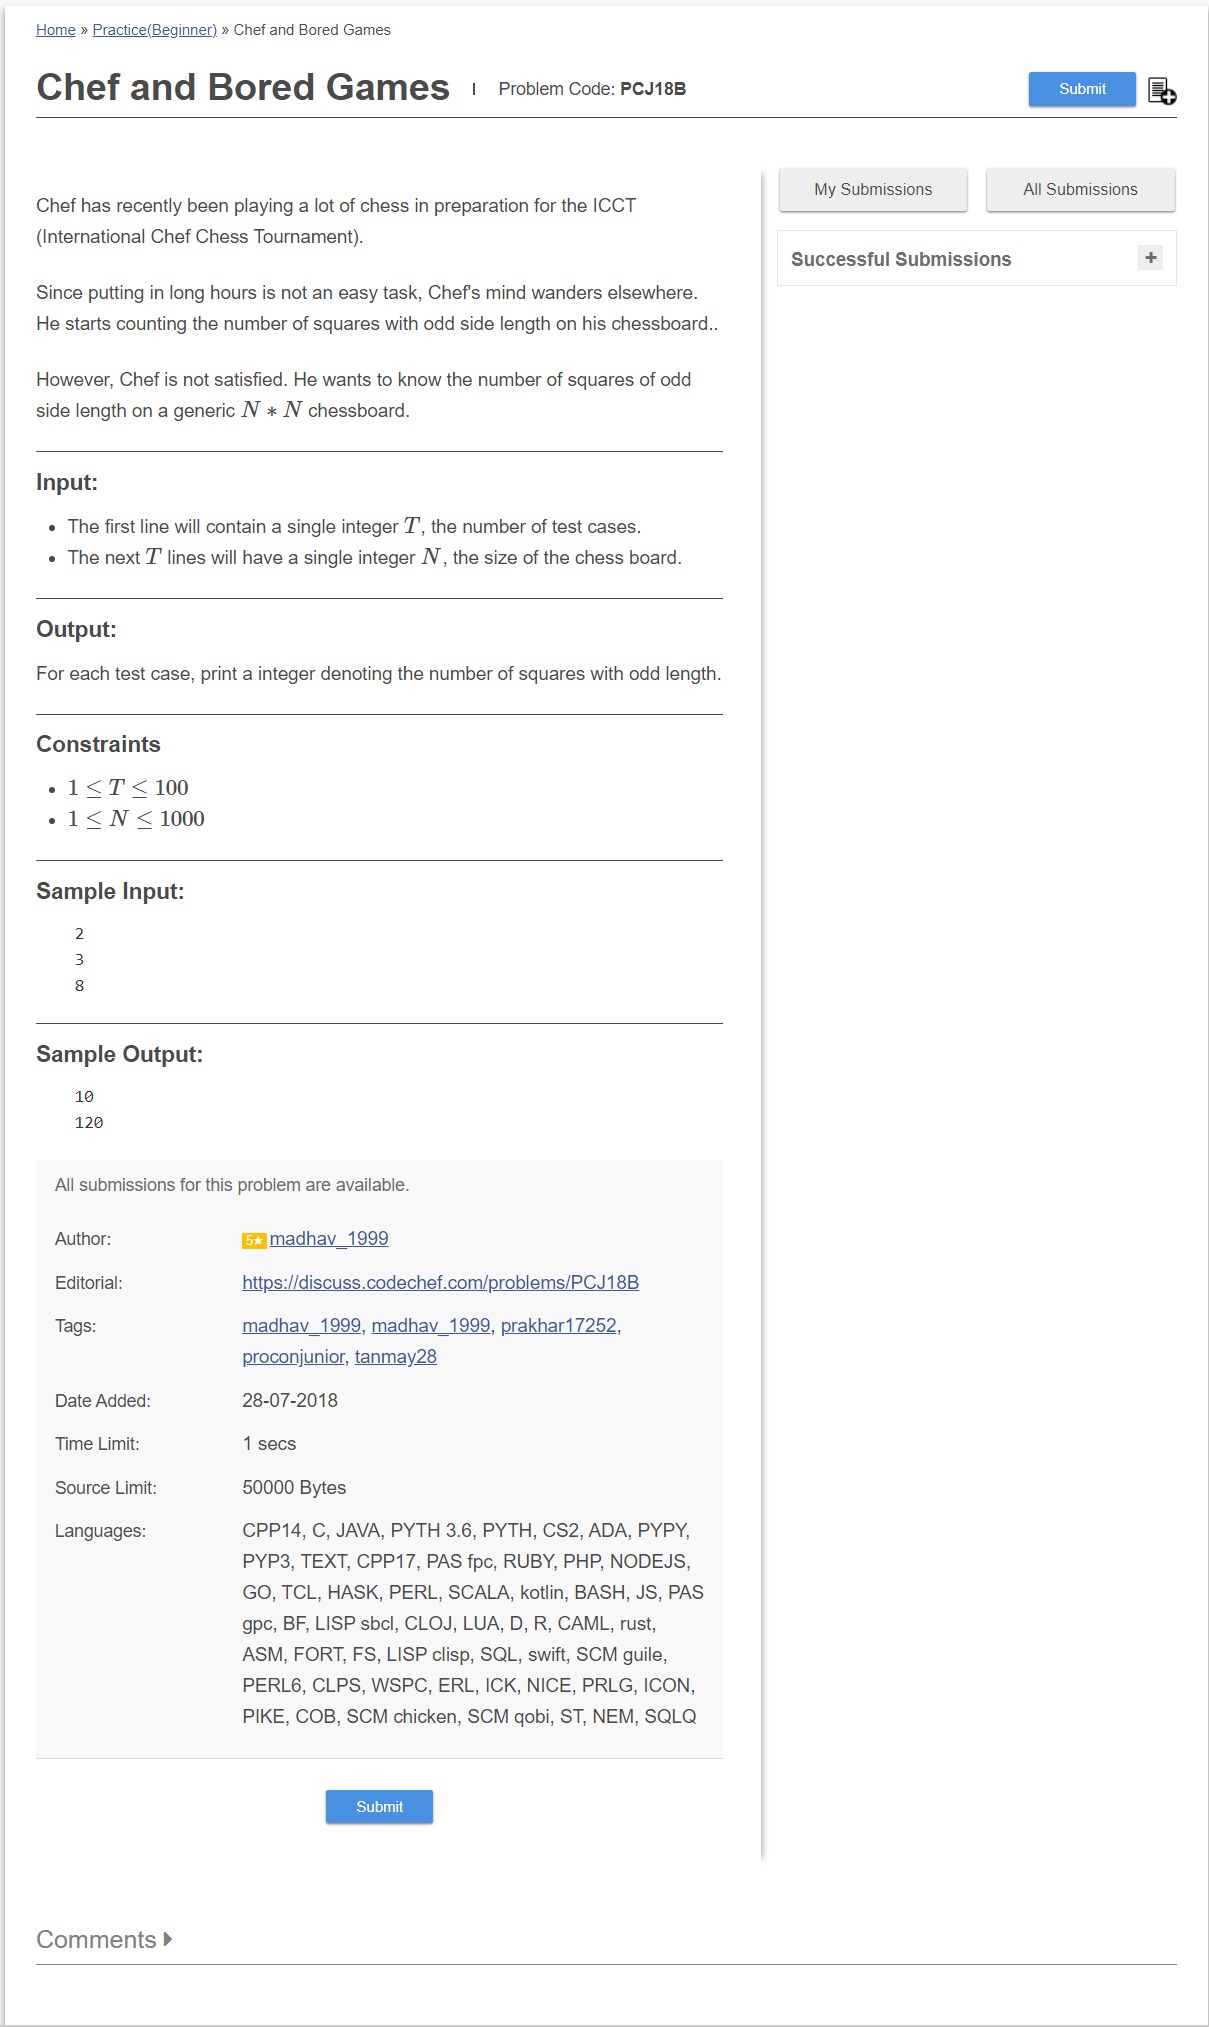 Home » Practice(Beginner) » Chef and Bored Games
Chef and Bored Games | Problem Code: PCJ18B
Submit
My Submissions
All Submissions
Successful Submissions
+
Chef has recently been playing a lot of chess in preparation for the ICCT
(International Chef Chess Tournament).
Since putting in long hours is not an easy task, Chef's mind wanders elsewhere.
He starts counting the number of squares with odd side length on his chessboard..
However, Chef is not satisfied. He wants to know the number of squares of odd
side length on a generic N ∗ N chessboard.
Input:
• The first line will contain a single integer T, the number of test cases.
• The next T lines will have a single integer N, the size of the chess board.
Output:
For each test case, print a integer denoting the number of squares with odd length.
Constraints
• 1 ≤ T ≤ 100
• 1 ≤ N ≤ 1000
Sample Input:
2
3
8
Sample Output:
10
120
All submissions for this problem are available.
Author: 5★ madhav_1999
Editorial: https://discuss.codechef.com/problems/PCJ18B
Tags: madhav_1999, madhav_1999, prakhar17252,
proconjunior, tanmay28
Date Added: 28-07-2018
Time Limit: 1 secs
Source Limit: 50000 Bytes
Languages: CPP14, C, JAVA, PYTH 3.6, PYTH, CS2, ADA, PYPY,
PYP3, TEXT, CPP17, PAS fpc, RUBY, PHP, NODEJS,
GO, TCL, HASK, PERL, SCALA, kotlin, BASH, JS, PAS
gpc, BF, LISP sbcl, CLOJ, LUA, D, R, CAML, rust,
ASM, FORT, FS, LISP clisp, SQL, swift, SCM guile,
PERL6, CLPS, WSPC, ERL, ICK, NICE, PRLG, ICON,
PIKE, COB, SCM chicken, SCM qobi, ST, NEM, SQLQ
Submit
Comments